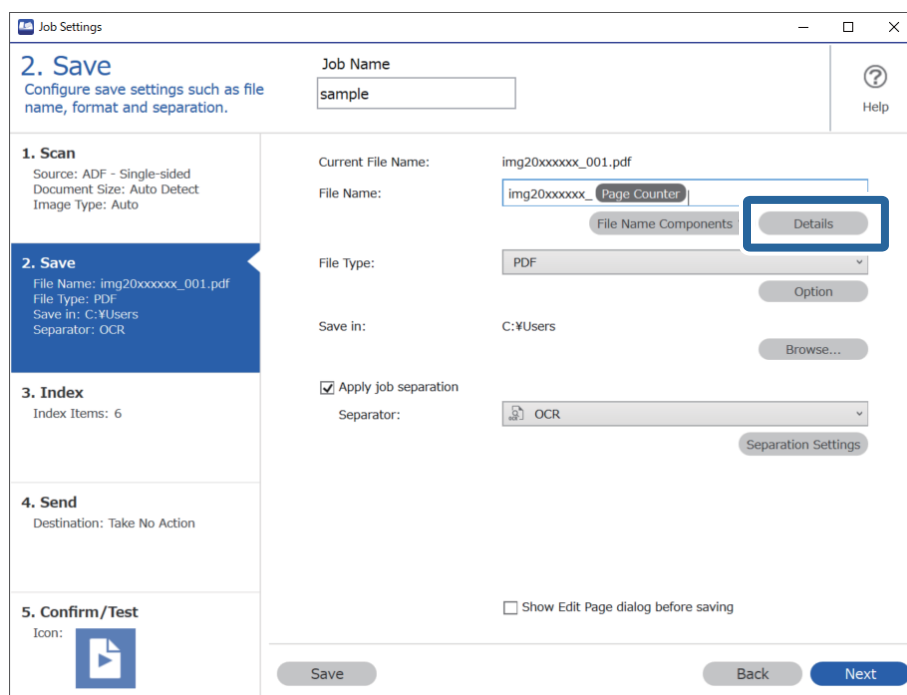 Job Settings
2. Save
Configure save settings such as file
name, format and separation.
Job Name
sample
Help
1. Scan
Source: ADF - Single-sided
Document Size: Auto Detect
Image Type: Auto
2. Save
File Name: img20xxxxxx_001.pdf
File Type: PDF
Save in: C:¥Users
Separator: OCR
3. Index
Index Items: 6
4. Send
Destination: Take No Action
5. Confirm/Test
Icon:
Current File Name: img20xxxxxx_001.pdf
File Name: img20xxxxxx_ Page Counter
File Name Components Details
File Type: PDF
Option
Save in: C:¥Users
Browse...
Apply job separation
Separator: OCR
Separation Settings
Show Edit Page dialog before saving
Save Back Next